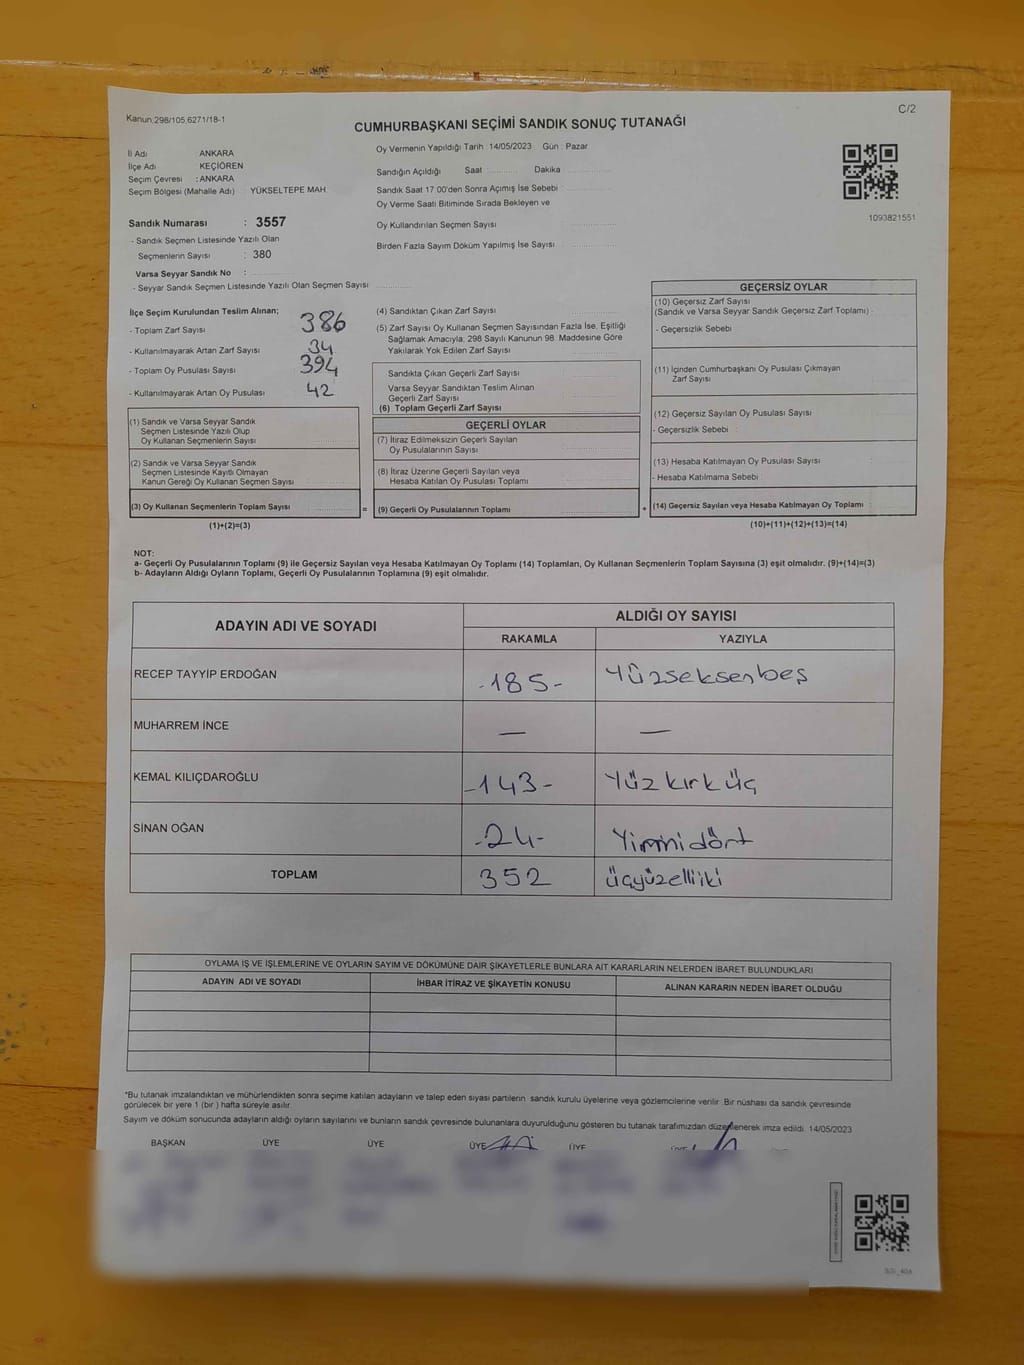 C/2
Kanun:298/105,6271/18-1
CUMHURBAŞKANI SEÇİMİ SANDIK SONUÇ TUTANAĞI
İl Adı ANKARA
İlçe Adı KEÇİÖREN
Seçim Çevresi : ANKARA
Seçim Bölgesi (Mahalle Adı) : YÜKSELTEPE MAH.
Sandık Numarası : 3557
- Sandık Seçmen Listesinde Yazılı Olan
Seçmenlerin Sayısı : 380
Varsa Seyyar Sandık No :
- Seyyar Sandık Seçmen Listesinde Yazılı Olan Seçmen Sayısı
Oy Vermenin Yapıldığı Tarih : 14/05/2023 Gün : Pazar
Sandığın Açıldığı Saat Dakika
Sandık Saat 17.00'den Sonra Açımış İse Sebebi
Oy Verme Saati Bitiminde Sırada Bekleyen ve
Oy Kullandırılan Seçmen Sayısı
Birden Fazla Sayım Döküm Yapılmış İse Sayısı
1093821551
İlçe Seçim Kurulundan Teslim Alınan;
- Toplam Zarf Sayısı 386
- Kullanılmayarak Artan Zarf Sayısı 34
- Toplam Oy Pusulası Sayısı 394
- Kullanılmayarak Artan Oy Pusulası 42
(1) Sandık ve Varsa Seyyar Sandık
Seçmen Listesinde Yazılı Olup
Oy Kullanan Seçmenlerin Sayısı
(2) Sandık ve Varsa Seyyar Sandık
Seçmen Listesinde Kayıtlı Olmayan
Kanun Gereği Oy Kullanan Seçmen Sayısı
(3) Oy Kullanan Seçmenlerin Toplam Sayısı
(1)+(2)=(3)
(4) Sandıktan Çıkan Zarf Sayısı
(5) Zarf Sayısı Oy Kullanan Seçmen Sayısından Fazla İse, Eşitliği
Sağlamak Amacıyla, 298 Sayılı Kanunun 98. Maddesine Göre
Yakılarak Yok Edilen Zarf Sayısı
Sandıkta Çıkan Geçerli Zarf Sayısı
Varsa Seyyar Sandıktan Teslim Alınan
Geçerli Zarf Sayısı
(6) Toplam Geçerli Zarf Sayısı
GEÇERLİ OYLAR
(7) İtiraz Edilmeksizin Geçerli Sayılan
Oy Pusulalarının Sayısı
(8) İtiraz Üzerine Geçerli Sayılan veya
Hesaba Katılan Oy Pusulası Toplamı
= (9) Geçerli Oy Pusulalarının Toplamı +
GEÇERSİZ OYLAR
(10) Geçersiz Zarf Sayısı
(Sandık ve Varsa Seyyar Sandık Geçersiz Zarf Toplamı)
- Geçersizlik Sebebi
(11) İçinden Cumhurbaşkanı Oy Pusulası Çıkmayan
Zarf Sayısı
(12) Geçersiz Sayılan Oy Pusulası Sayısı
- Geçersizlik Sebebi :
(13) Hesaba Katılmayan Oy Pusulası Sayısı
- Hesaba Katılmama Sebebi :
(14) Geçersiz Sayılan veya Hesaba Katılmayan Oy Toplamı
(10)+(11)+(12)+(13)=(14)
NOT:
a- Geçerli Oy Pusulalarının Toplamı (9) ile Geçersiz Sayılan veya Hesaba Katılmayan Oy Toplamı (14) Toplamları, Oy Kullanan Seçmenlerin Toplam Sayısına (3) eşit olmalıdır. (9)+(14)=(3)
b- Adayların Aldığı Oyların Toplamı, Geçerli Oy Pusulalarının Toplamına (9) eşit olmalıdır.
ADAYIN ADI VE SOYADI ALDIĞI OY SAYISI
RAKAMLA YAZIYLA
RECEP TAYYİP ERDOĞAN -185- Yüzseksenbeş
MUHARREM İNCE — —
KEMAL KILIÇDAROĞLU -143- Yüzkırküç
SİNAN OĞAN -24- Yirmidört
TOPLAM 352 üçyüzelliiki
OYLAMA İŞ VE İŞLEMLERİNE VE OYLARIN SAYIM VE DÖKÜMÜNE DAİR ŞİKAYETLERLE BUNLARA AİT KARARLARIN NELERDEN İBARET BULUNDUKLARI
ADAYIN ADI VE SOYADI İHBAR İTİRAZ VE ŞİKAYETİN KONUSU ALINAN KARARIN NEDEN İBARET OLDUĞU
*Bu tutanak imzalandıktan ve mühürlendikten sonra seçime katılan adayların ve talep eden siyasi partilerin sandık kurulu üyelerine veya gözlemcilerine verilir. Bir nüshası da sandık çevresinde
görülecek bir yere 1 (bir) hafta süreyle asılır.
Sayım ve döküm sonucunda adayların aldığı oyların sayılarını ve bunların sandık çevresinde bulunanlara duyurulduğunu gösteren bu tutanak tarafımızdan düzenlenerek imza edildi. 14/05/2023
BAŞKAN ÜYE ÜYE ÜYE ÜYE ÜYE